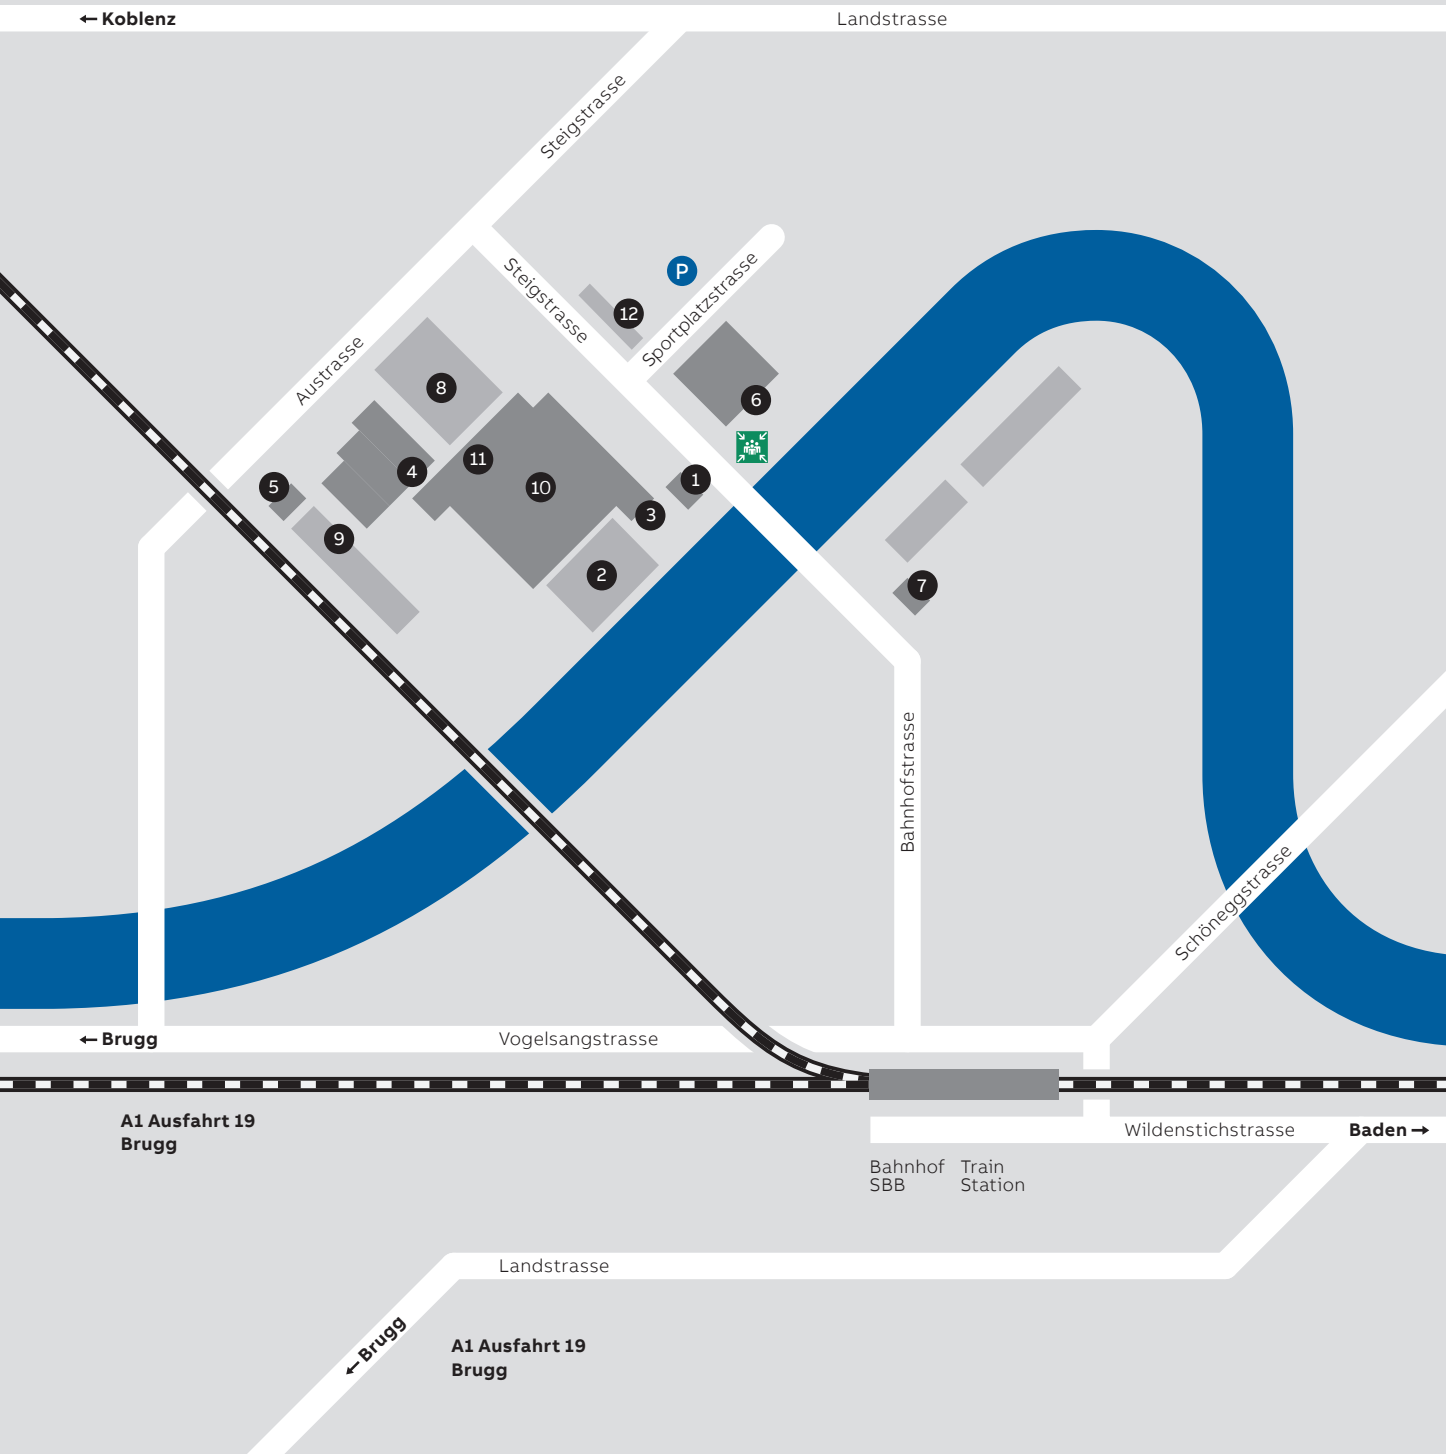 ← Koblenz
Landstrasse
Steigstrasse
Steigstrasse
P
12
Sportplatzstrasse
Austrasse
8
6
11
4
10
1
5
3
9
2
7
Bahnhofstrasse
Schöneggstrasse
← Brugg
Vogelsangstrasse
A1 Ausfahrt 19
Brugg
Wildenstichstrasse
Baden →
Bahnhof
SBB
Train
Station
Landstrasse
← Brugg
A1 Ausfahrt 19
Brugg